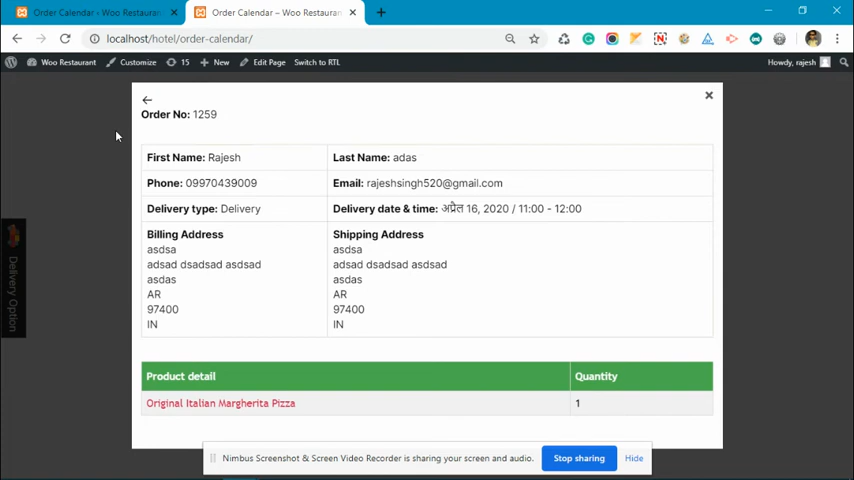 Order Calendar ‹ Woo Restauran
Order Calendar – Woo Restauran
localhost/hotel/order-calendar/
Woo Restaurant
Customize
15
New
Edit Page
Switch to RTL
Howdy, rajesh
Order No: 1259
First Name: Rajesh
Last Name: adas
Phone: 09970439009
Email: rajeshsingh520@gmail.com
Delivery type: Delivery
Delivery date & time: अप्रैल 16, 2020 / 11:00 - 12:00
Billing Address
asdsa
adsad dsadsad asdsad
asdas
AR
97400
IN
Shipping Address
asdsa
adsad dsadsad asdsad
asdas
AR
97400
IN
Delivery Option
Product detail
Quantity
Original Italian Margherita Pizza
1
Nimbus Screenshot & Screen Video Recorder is sharing your screen and audio.
Stop sharing
Hide